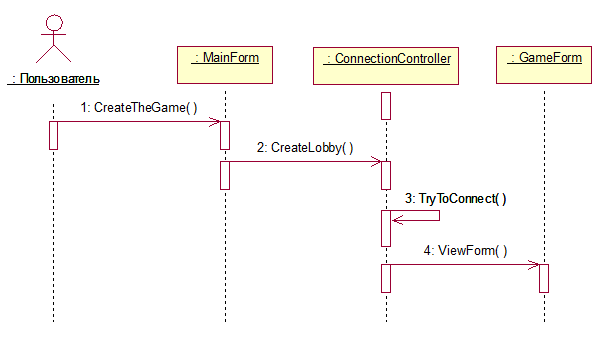 : Пользователь
: MainForm
: ConnectionController
: GameForm
1: CreateTheGame( )
2: CreateLobby( )
3: TryToConnect( )
4: ViewForm( )